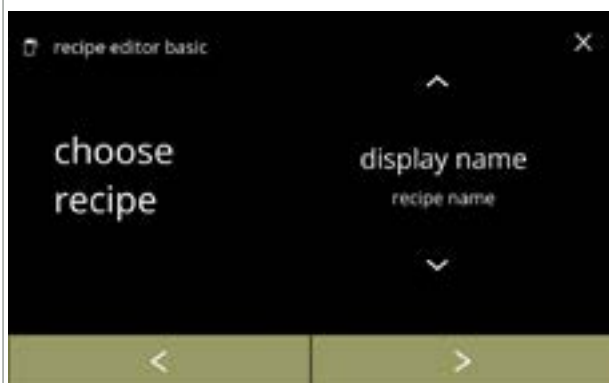 recipe editor basic
choose
recipe
display name
recipe name